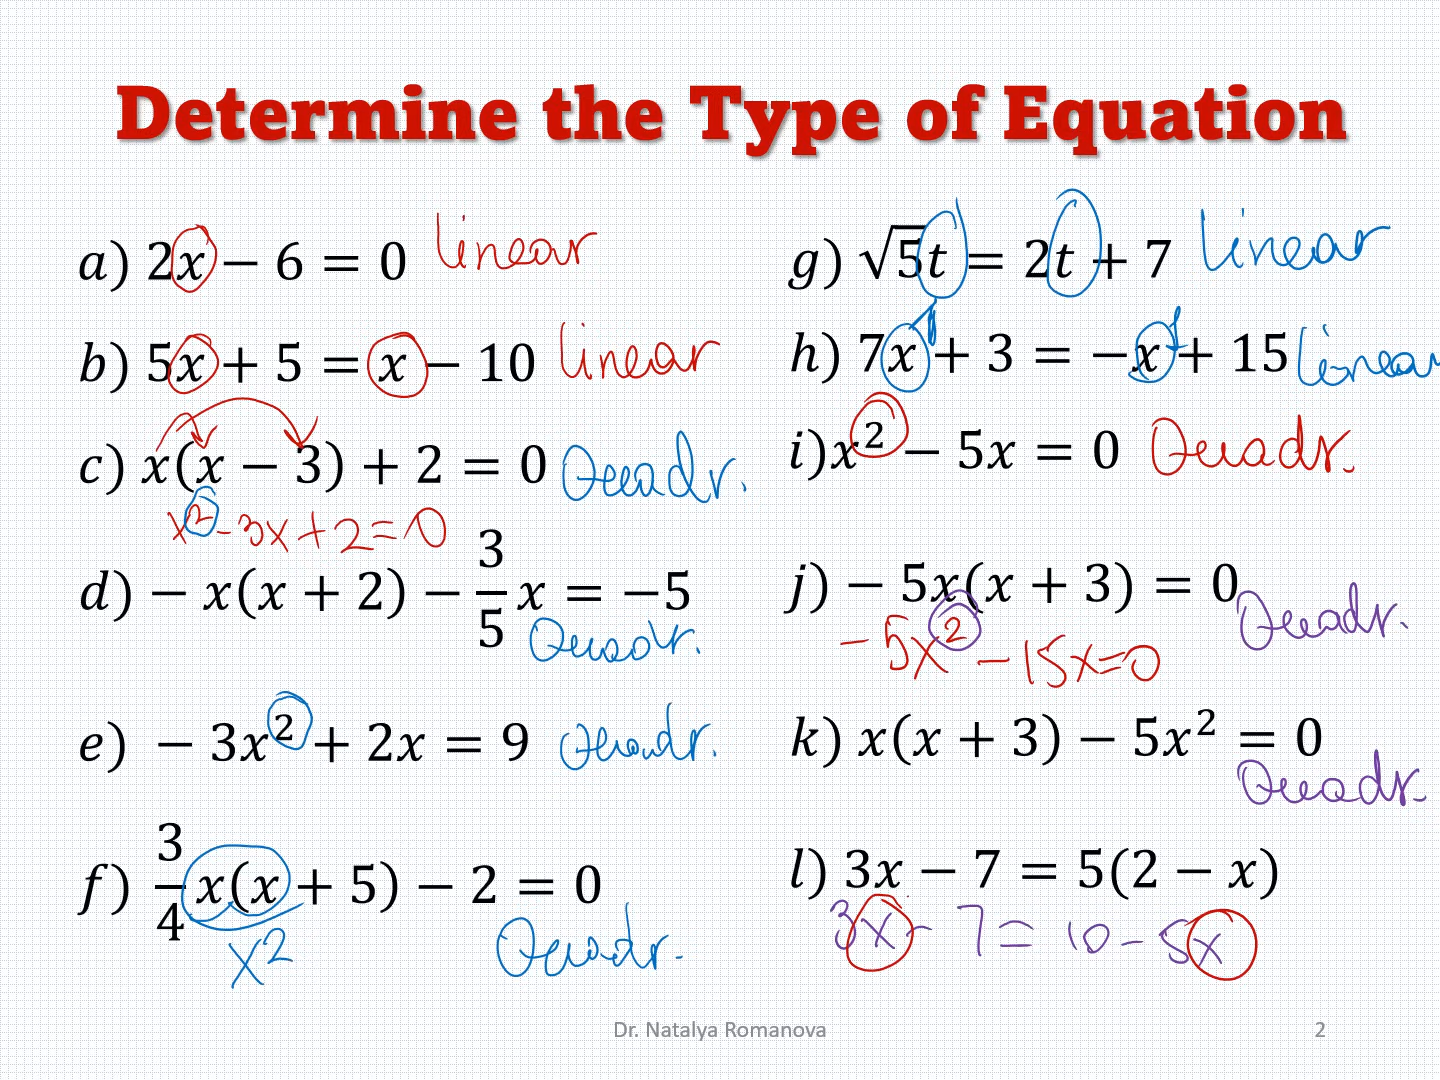 Determine the Type of Equation
a) 2x − 6 = 0 linear
b) 5x + 5 = x − 10 linear
c) x(x − 3) + 2 = 0 Quadr.
x² - 3x + 2 = 0
d) − x(x + 2) − 3/5 x = −5
Quadr.
e) − 3x² + 2x = 9 Quadr.
f) 3/4 x(x + 5) − 2 = 0
x² Quadr.
g) √5t = 2t + 7 linear
h) 7x¹ + 3 = −x¹ + 15 linear
i)x² − 5x = 0 Quadr.
j) − 5x(x + 3) = 0 Quadr.
- 5x² - 15x = 0
k) x(x + 3) − 5x² = 0
Quadr.
l) 3x − 7 = 5(2 − x)
3x - 7 = 10 - 5x
Dr. Natalya Romanova
2